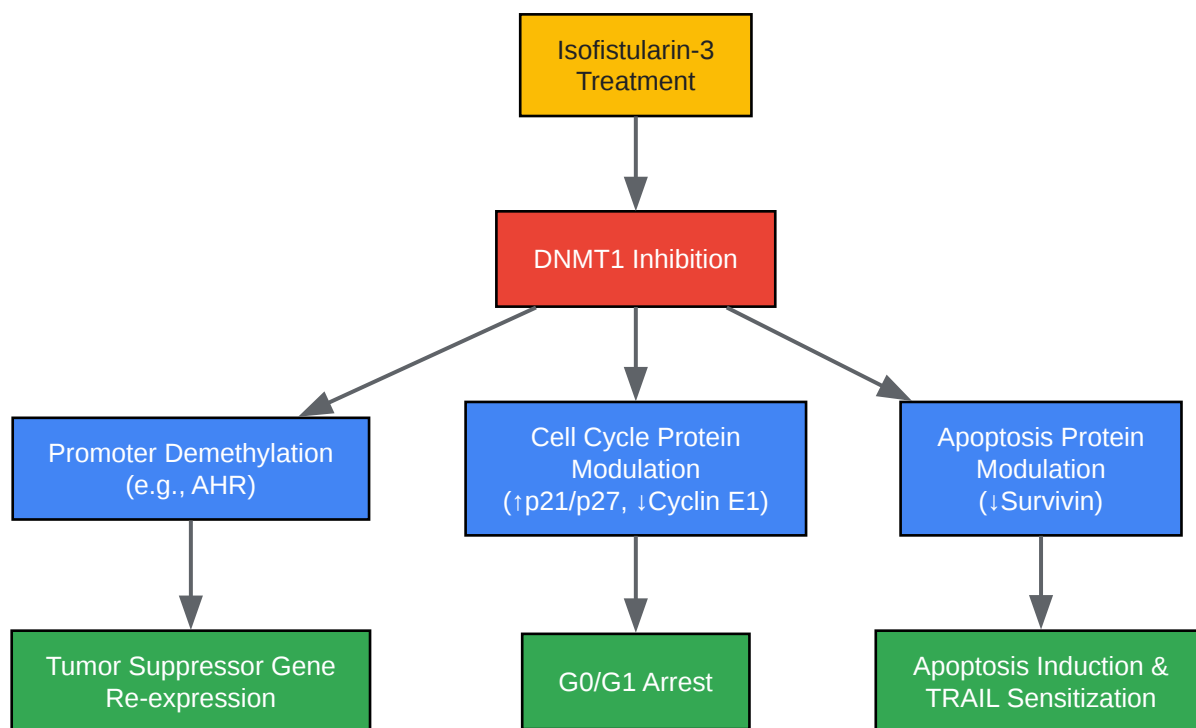 Isofistularin-3
Treatment
DNMT1 Inhibition
Promoter Demethylation
(e.g., AHR)
Cell Cycle Protein
Modulation
(↑p21/p27, ↓Cyclin E1)
Apoptosis Protein
Modulation
(↓Survivin)
Tumor Suppressor Gene
Re-expression
G0/G1 Arrest
Apoptosis Induction &
TRAIL Sensitization